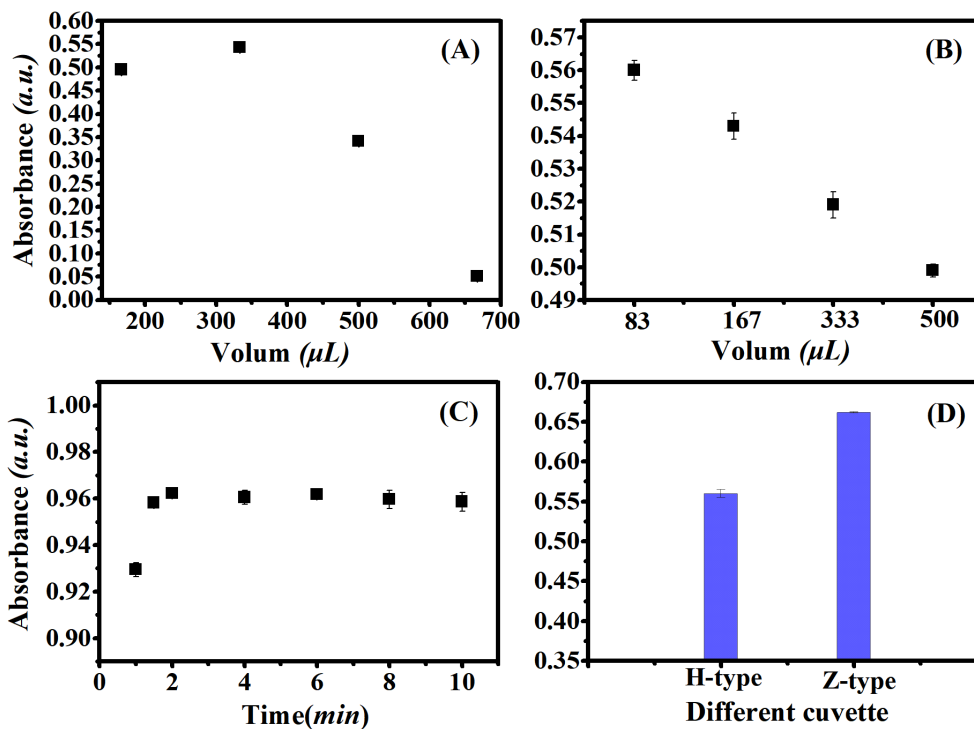 (A)
Absorbance (a.u.)
0.60
0.55
0.50
0.45
0.40
0.35
0.30
0.25
0.20
0.15
0.10
0.05
0.00
200 300 400 500 600 700
Volum (μL)
(B)
0.57
0.56
0.55
0.54
0.53
0.52
0.51
0.50
0.49
83 167 333 500
Volum (μL)
(C)
Absorbance (a.u.)
1.00
0.98
0.96
0.94
0.92
0.90
0 2 4 6 8 10
Time(min)
(D)
0.70
0.65
0.60
0.55
0.50
0.45
0.40
0.35
H-type Z-type
Different cuvette